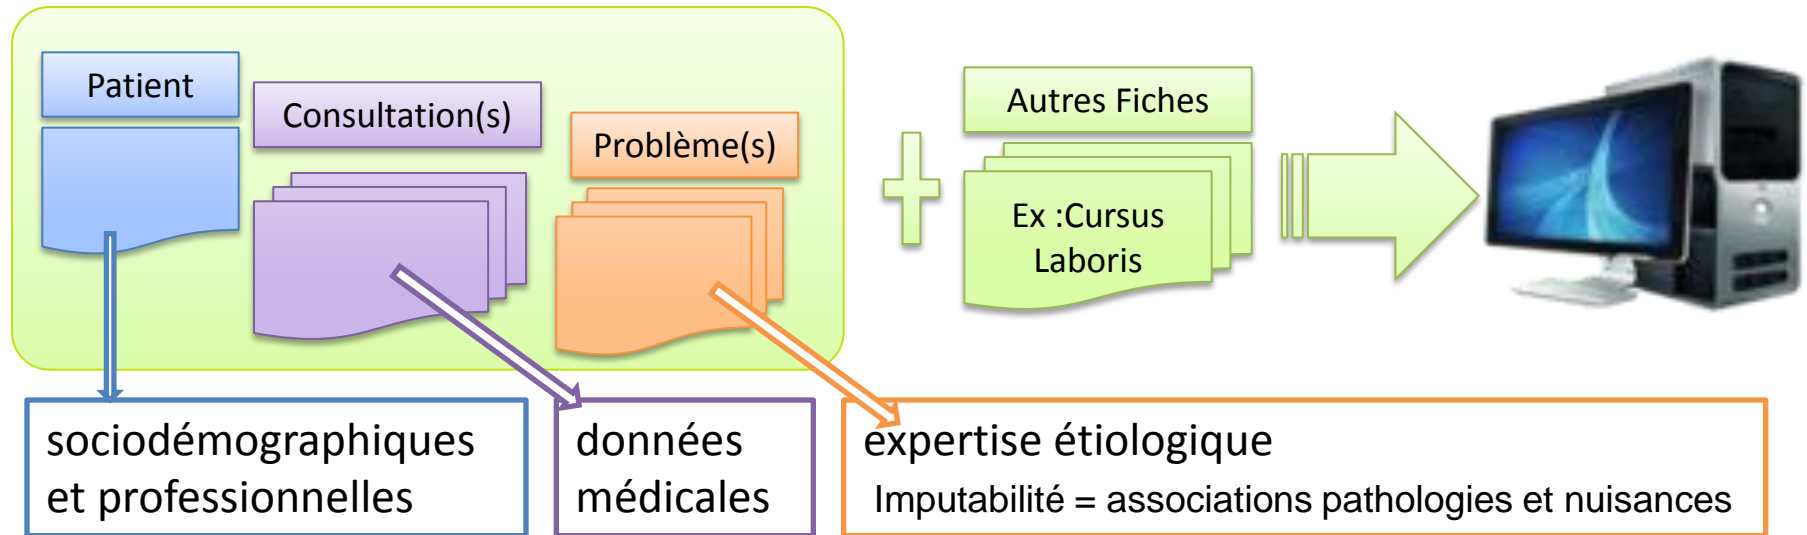 Patient
Consultation(s)
Problème(s)
Autres Fiches
Ex :Cursus
Laboris
sociodémographiques
et professionnelles
données
médicales
expertise étiologique
Imputabilité = associations pathologies et nuisances